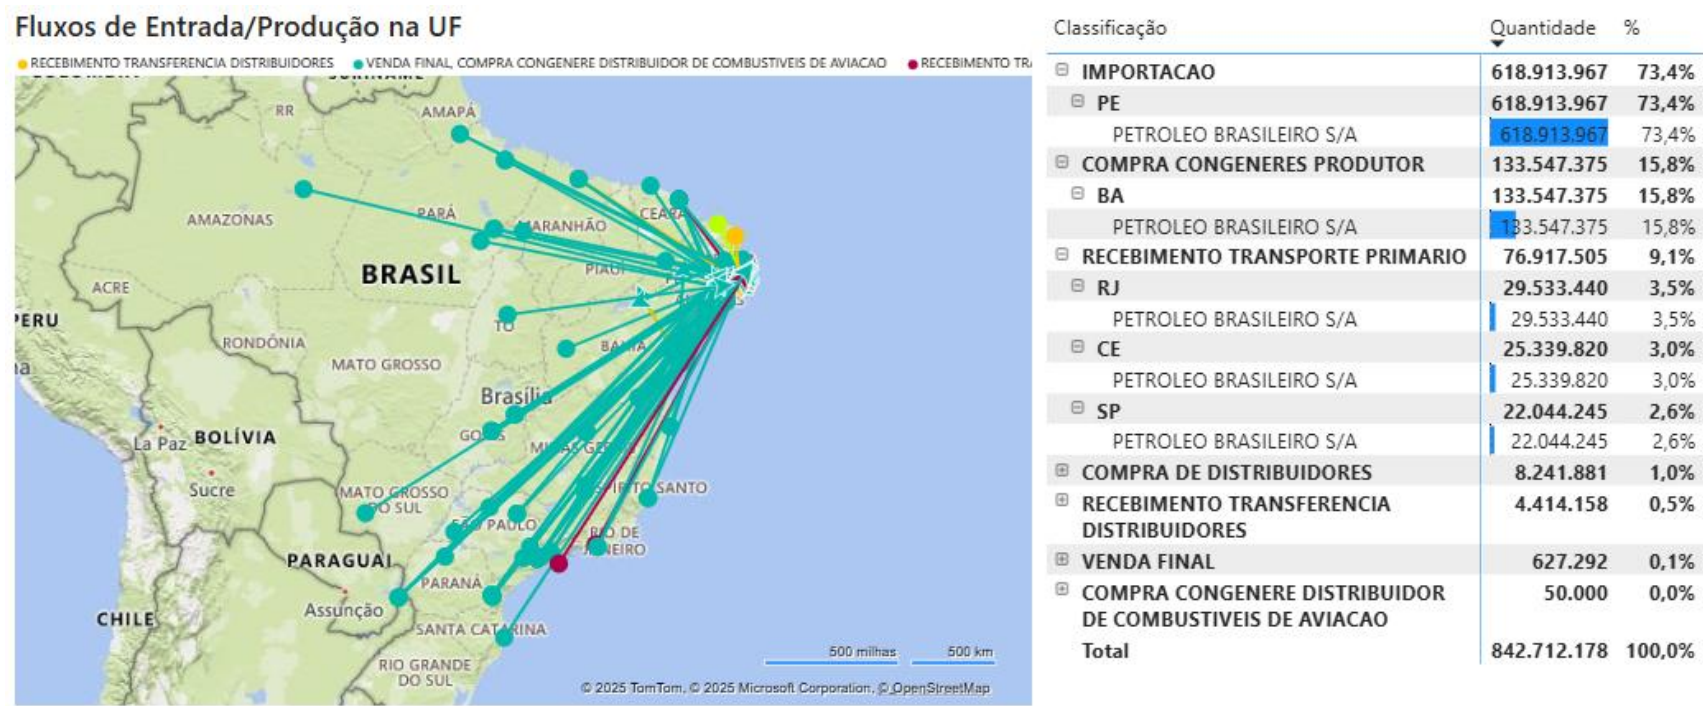 Fluxos de Entrada/Produção na UF
RECEBIMENTO TRANSFERENCIA DISTRIBUIDORES VENDA FINAL, COMPRA CONGENERE DISTRIBUIDOR DE COMBUSTIVEIS DE AVIACAO RECEBIMENTO TR
SURINAME
RR
AMAPÁ
AMAZONAS
PARÁ
MARANHÃO
CEARÁ
BRASIL
PIAUÍ
ACRE
PERU
TO
RONDÔNIA
BAHIA
MATO GROSSO
Brasília
GOIÁS
La Paz
BOLÍVIA
MINAS GERAIS
Sucre
MATO GROSSO
DO SUL
ESPÍRITO SANTO
SÃO PAULO
RIO DE
JANEIRO
PARAGUAI
PARANÁ
Assunção
CHILE
SANTA CATARINA
RIO GRANDE
DO SUL
500 milhas 500 km
© 2025 TomTom, © 2025 Microsoft Corporation, © OpenStreetMap
Classificação Quantidade %
IMPORTACAO 618.913.967 73,4%
PE 618.913.967 73,4%
PETROLEO BRASILEIRO S/A 618.913.967 73,4%
COMPRA CONGENERES PRODUTOR 133.547.375 15,8%
BA 133.547.375 15,8%
PETROLEO BRASILEIRO S/A 133.547.375 15,8%
RECEBIMENTO TRANSPORTE PRIMARIO 76.917.505 9,1%
RJ 29.533.440 3,5%
PETROLEO BRASILEIRO S/A 29.533.440 3,5%
CE 25.339.820 3,0%
PETROLEO BRASILEIRO S/A 25.339.820 3,0%
SP 22.044.245 2,6%
PETROLEO BRASILEIRO S/A 22.044.245 2,6%
COMPRA DE DISTRIBUIDORES 8.241.881 1,0%
RECEBIMENTO TRANSFERENCIA 4.414.158 0,5%
DISTRIBUIDORES
VENDA FINAL 627.292 0,1%
COMPRA CONGENERE DISTRIBUIDOR 50.000 0,0%
DE COMBUSTIVEIS DE AVIACAO
Total 842.712.178 100,0%